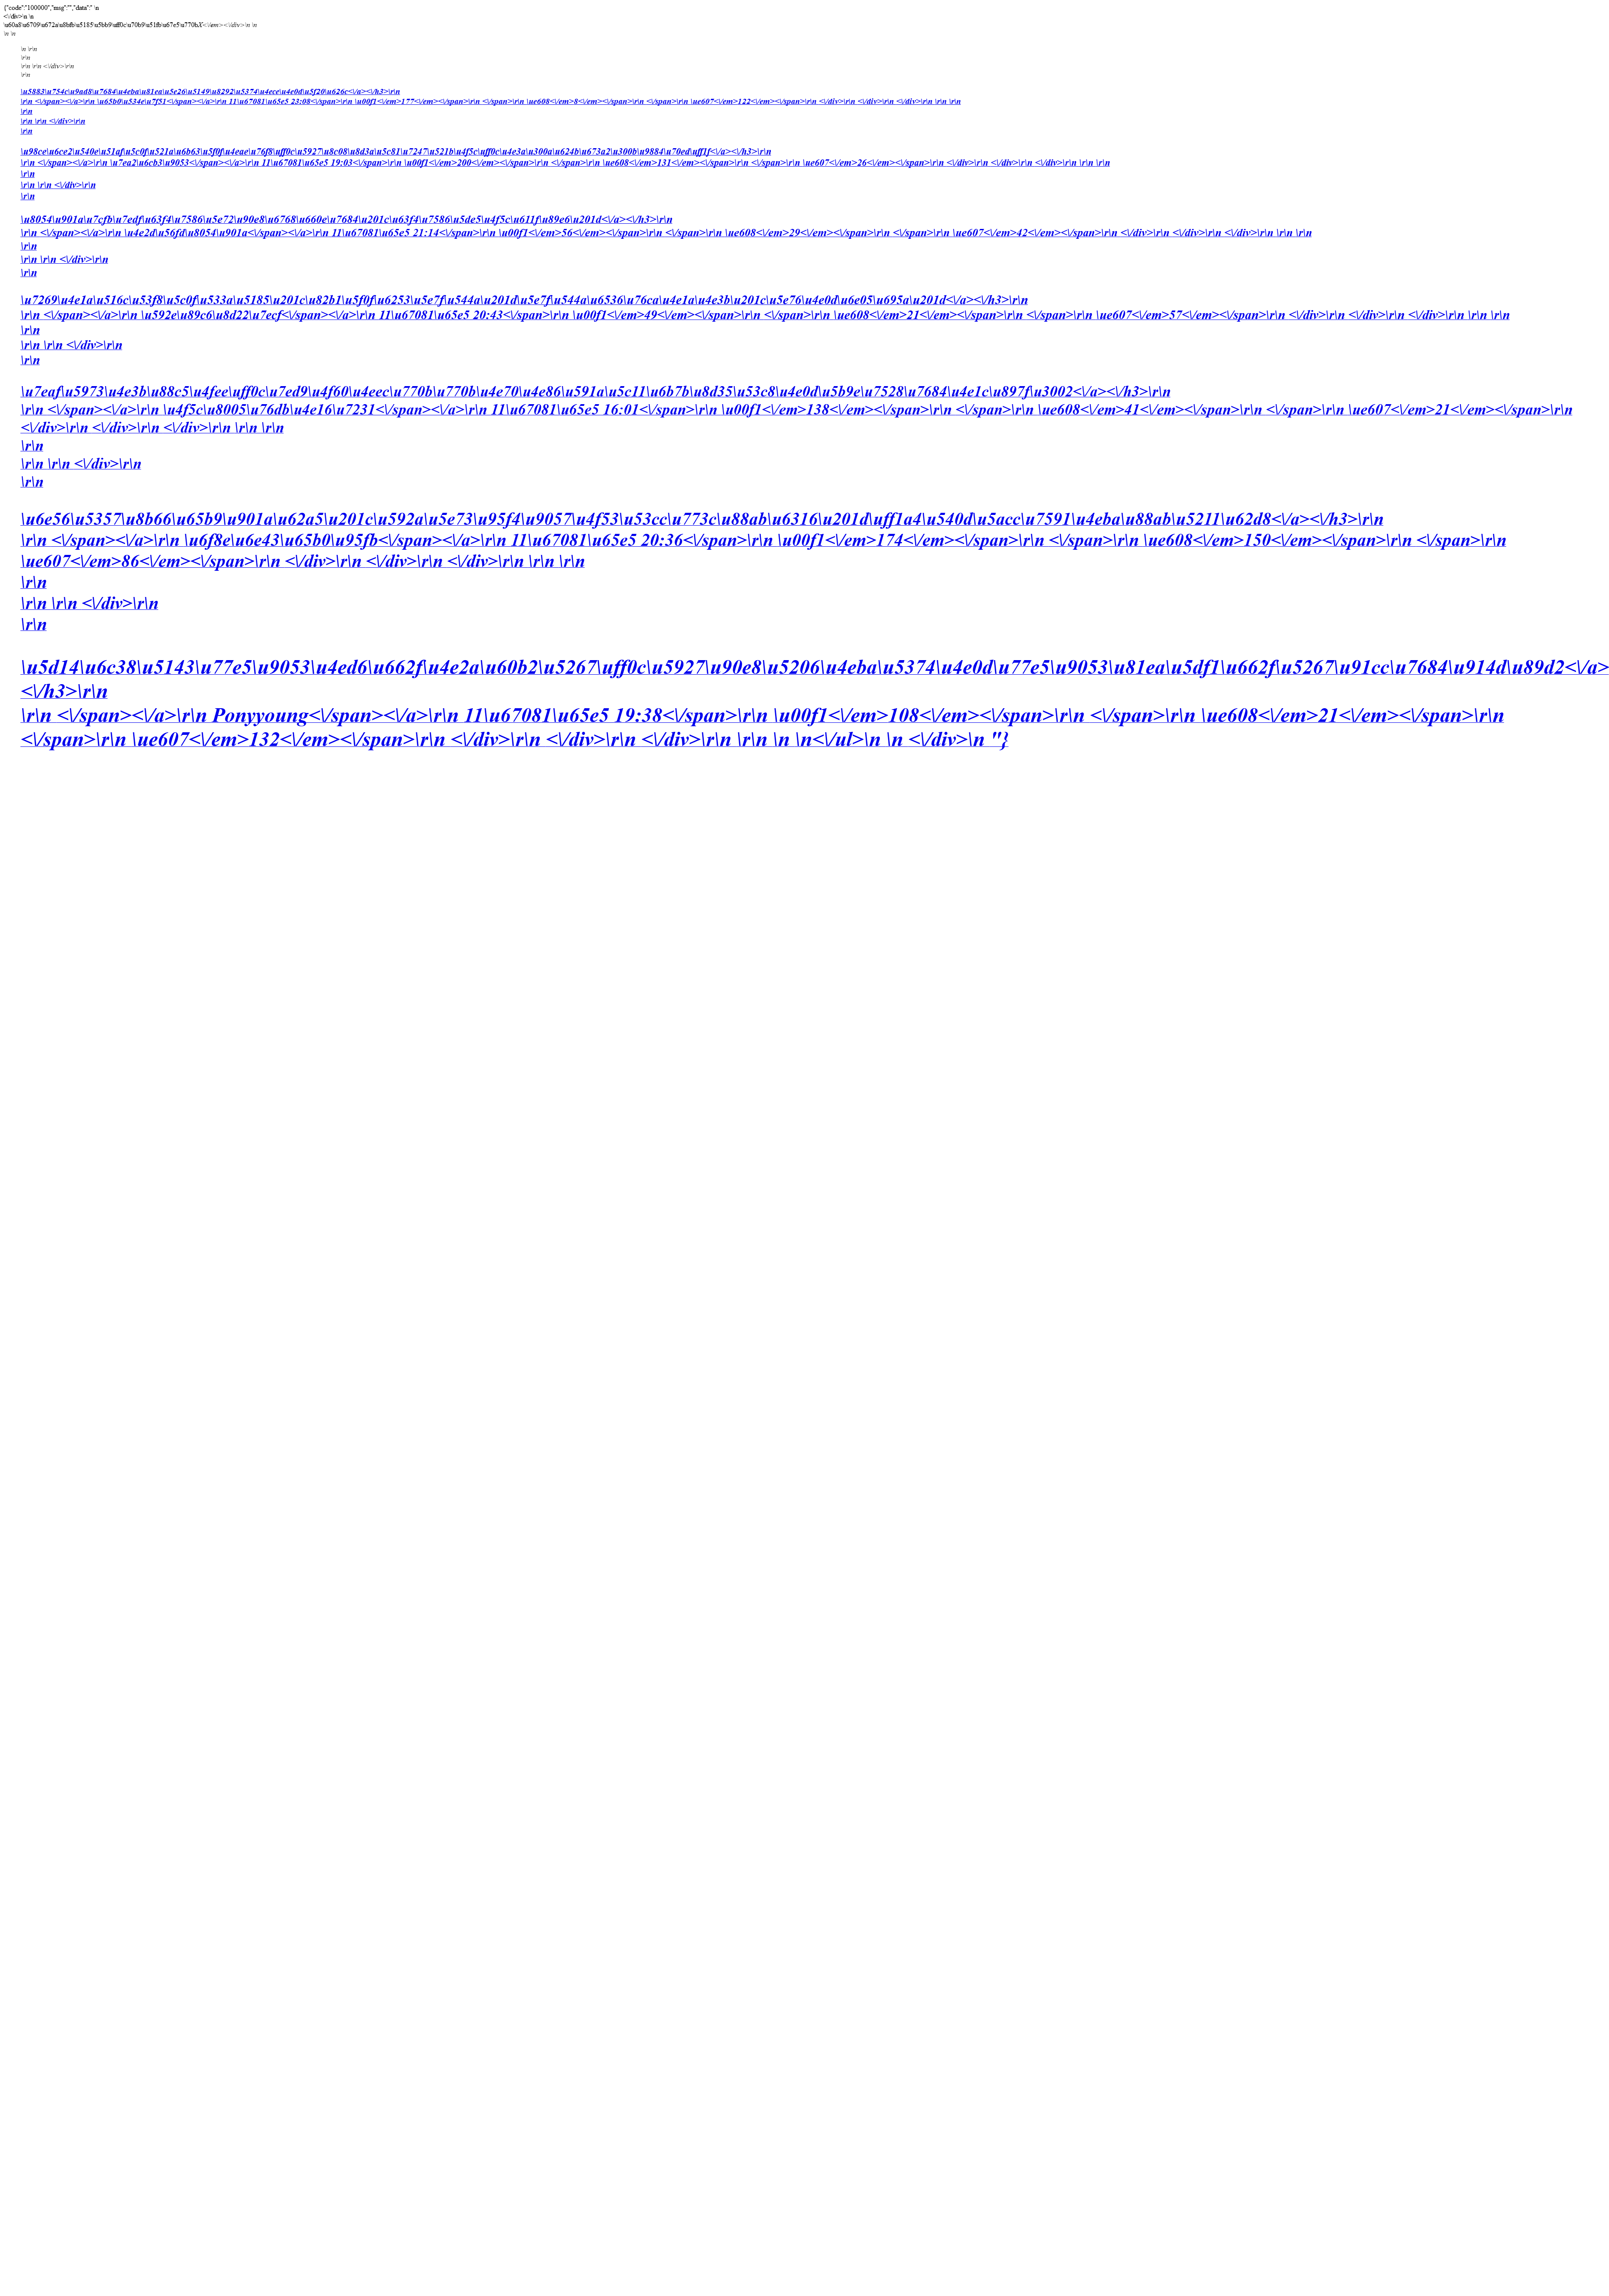 {"code":"100000","msg":"","data":" \n
<\/div>\n \n
\u60a8\u6709\u672a\u8bfb\u5185\u5bb9\uff0c\u70b9\u51fb\u67e5\u770bX<\/em><\/div>\n \n
\n \n
\n \r\n
\r\n
\r\n \r\n <\/div>\r\n
\r\n
\u5883\u754c\u9ad8\u7684\u4eba\u81ea\u5e26\u5149\u8292\u5374\u4ece\u4e0d\u5f20\u626c<\/a><\/h3>\r\n
\r\n <\/span><\/a>\r\n \u65b0\u534e\u7f51<\/span><\/a>\r\n 11\u67081\u65e5 23:08<\/span>\r\n \u00f1<\/em>177<\/em><\/span>\r\n <\/span>\r\n \ue608<\/em>8<\/em><\/span>\r\n <\/span>\r\n \ue607<\/em>122<\/em><\/span>\r\n <\/div>\r\n <\/div>\r\n <\/div>\r\n \r\n \r\n
\r\n
\r\n \r\n <\/div>\r\n
\r\n
\u98ce\u6ce2\u540e\u51af\u5c0f\u521a\u6b63\u5f0f\u4eae\u76f8\uff0c\u5927\u8c08\u8d3a\u5c81\u7247\u521b\u4f5c\uff0c\u4e3a\u300a\u624b\u673a2\u300b\u9884\u70ed\uff1f<\/a><\/h3>\r\n
\r\n <\/span><\/a>\r\n \u7ea2\u6cb3\u9053<\/span><\/a>\r\n 11\u67081\u65e5 19:03<\/span>\r\n \u00f1<\/em>200<\/em><\/span>\r\n <\/span>\r\n \ue608<\/em>131<\/em><\/span>\r\n <\/span>\r\n \ue607<\/em>26<\/em><\/span>\r\n <\/div>\r\n <\/div>\r\n <\/div>\r\n \r\n \r\n
\r\n
\r\n \r\n <\/div>\r\n
\r\n
\u8054\u901a\u7cfb\u7edf\u63f4\u7586\u5e72\u90e8\u6768\u660e\u7684\u201c\u63f4\u7586\u5de5\u4f5c\u611f\u89e6\u201d<\/a><\/h3>\r\n
\r\n <\/span><\/a>\r\n \u4e2d\u56fd\u8054\u901a<\/span><\/a>\r\n 11\u67081\u65e5 21:14<\/span>\r\n \u00f1<\/em>56<\/em><\/span>\r\n <\/span>\r\n \ue608<\/em>29<\/em><\/span>\r\n <\/span>\r\n \ue607<\/em>42<\/em><\/span>\r\n <\/div>\r\n <\/div>\r\n <\/div>\r\n \r\n \r\n
\r\n
\r\n \r\n <\/div>\r\n
\r\n
\u7269\u4e1a\u516c\u53f8\u5c0f\u533a\u5185\u201c\u82b1\u5f0f\u6253\u5e7f\u544a\u201d\u5e7f\u544a\u6536\u76ca\u4e1a\u4e3b\u201c\u5e76\u4e0d\u6e05\u695a\u201d<\/a><\/h3>\r\n
\r\n <\/span><\/a>\r\n \u592e\u89c6\u8d22\u7ecf<\/span><\/a>\r\n 11\u67081\u65e5 20:43<\/span>\r\n \u00f1<\/em>49<\/em><\/span>\r\n <\/span>\r\n \ue608<\/em>21<\/em><\/span>\r\n <\/span>\r\n \ue607<\/em>57<\/em><\/span>\r\n <\/div>\r\n <\/div>\r\n <\/div>\r\n \r\n \r\n
\r\n
\r\n \r\n <\/div>\r\n
\r\n
\u7eaf\u5973\u4e3b\u88c5\u4fee\uff0c\u7ed9\u4f60\u4eec\u770b\u770b\u4e70\u4e86\u591a\u5c11\u6b7b\u8d35\u53c8\u4e0d\u5b9e\u7528\u7684\u4e1c\u897f\u3002<\/a><\/h3>\r\n
\r\n <\/span><\/a>\r\n \u4f5c\u8005\u76db\u4e16\u7231<\/span><\/a>\r\n 11\u67081\u65e5 16:01<\/span>\r\n \u00f1<\/em>138<\/em><\/span>\r\n <\/span>\r\n \ue608<\/em>41<\/em><\/span>\r\n <\/span>\r\n \ue607<\/em>21<\/em><\/span>\r\n
<\/div>\r\n <\/div>\r\n <\/div>\r\n \r\n \r\n
\r\n
\r\n \r\n <\/div>\r\n
\r\n
\u6e56\u5357\u8b66\u65b9\u901a\u62a5\u201c\u592a\u5e73\u95f4\u9057\u4f53\u53cc\u773c\u88ab\u6316\u201d\uff1a4\u540d\u5acc\u7591\u4eba\u88ab\u5211\u62d8<\/a><\/h3>\r\n
\r\n <\/span><\/a>\r\n \u6f8e\u6e43\u65b0\u95fb<\/span><\/a>\r\n 11\u67081\u65e5 20:36<\/span>\r\n \u00f1<\/em>174<\/em><\/span>\r\n <\/span>\r\n \ue608<\/em>150<\/em><\/span>\r\n <\/span>\r\n
\ue607<\/em>86<\/em><\/span>\r\n <\/div>\r\n <\/div>\r\n <\/div>\r\n \r\n \r\n
\r\n
\r\n \r\n <\/div>\r\n
\r\n
\u5d14\u6c38\u5143\u77e5\u9053\u4ed6\u662f\u4e2a\u60b2\u5267\uff0c\u5927\u90e8\u5206\u4eba\u5374\u4e0d\u77e5\u9053\u81ea\u5df1\u662f\u5267\u91cc\u7684\u914d\u89d2<\/a>
<\/h3>\r\n
\r\n <\/span><\/a>\r\n Ponyyoung<\/span><\/a>\r\n 11\u67081\u65e5 19:38<\/span>\r\n \u00f1<\/em>108<\/em><\/span>\r\n <\/span>\r\n \ue608<\/em>21<\/em><\/span>\r\n
<\/span>\r\n \ue607<\/em>132<\/em><\/span>\r\n <\/div>\r\n <\/div>\r\n <\/div>\r\n \r\n \n \n<\/ul>\n \n <\/div>\n "}